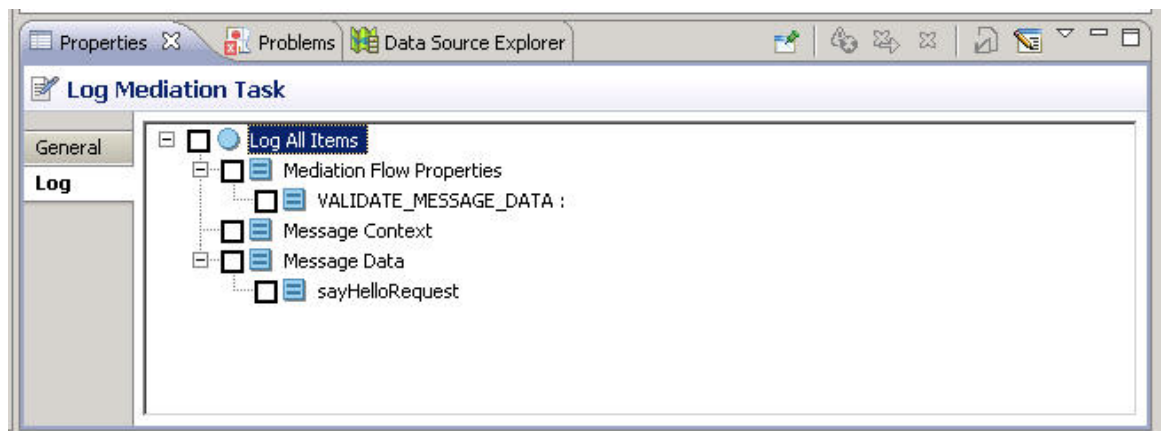 Properties Problems Data Source Explorer
Log Mediation Task
General
Log
Log All Items
Mediation Flow Properties
VALIDATE_MESSAGE_DATA :
Message Context
Message Data
sayHelloRequest